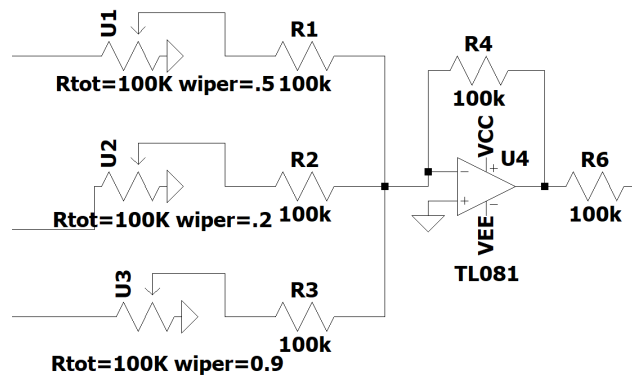 U1
R1
Rtot=100K wiper=.5 100k
R4
100k
U2
R2
Rtot=100K wiper=.2 100k
VCC
U4
VEE
TL081
R6
100k
U3
R3
Rtot=100K wiper=0.9 100k